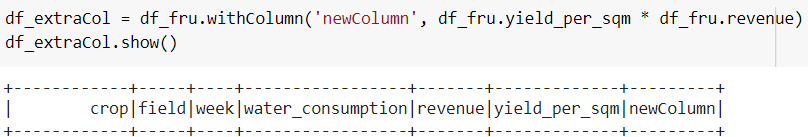 df_extraCol = df_fru.withColumn('newColumn', df_fru.yield_per_sqm * df_fru.revenue)
df_extraCol.show()
+------------+-----+----+-----------------+-------+-------------+---------+
|        crop|field|week|water_consumption|revenue|yield_per_sqm|newColumn|
+------------+-----+----+-----------------+-------+-------------+---------+